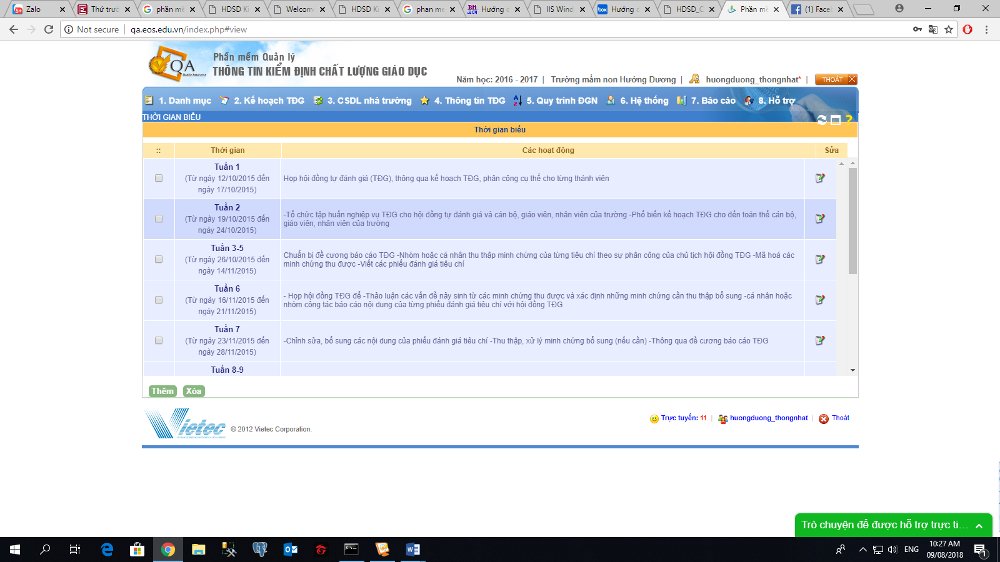 Zalo
Thứ trưở
phần mề
HDSD Ki
Welcome
HDSD Ki
phan me
Hướng d
IIS Wind
Hướng d
HDSD_C
Phần mề
(1) Faceb
Not secure | qa.eos.edu.vn/index.php#view
QA
Quality Assurance
Phần mềm Quản lý
THÔNG TIN KIỂM ĐỊNH CHẤT LƯỢNG GIÁO DỤC
Năm học: 2016 - 2017 | Trường mầm non Hướng Dương | huongduong_thongnhat* | THOÁT
1. Danh mục 2. Kế hoạch TĐG 3. CSDL nhà trường 4. Thông tin TĐG 5. Quy trình ĐGN 6. Hệ thống 7. Báo cáo 8. Hỗ trợ
THỜI GIAN BIỂU
Thời gian biểu
:: Thời gian Các hoạt động Sửa
Tuần 1
(Từ ngày 12/10/2015 đến
ngày 17/10/2015)
Họp hội đồng tự đánh giá (TĐG), thông qua kế hoạch TĐG, phân công cụ thể cho từng thành viên
Tuần 2
(Từ ngày 19/10/2015 đến
ngày 24/10/2015)
-Tổ chức tập huấn nghiệp vụ TĐG cho hội đồng tự đánh giá và cán bộ, giáo viên, nhân viên của trường -Phổ biến kế hoạch TĐG cho đến toàn thể cán bộ,
giáo viên, nhân viên của trường
Tuần 3-5
(Từ ngày 26/10/2015 đến
ngày 14/11/2015)
Chuẩn bị đề cương báo cáo TĐG -Nhóm hoặc cá nhân thu thập minh chứng của từng tiêu chí theo sự phân công của chủ tịch hội đồng TĐG -Mã hoá các
minh chứng thu được -Viết các phiếu đánh giá tiêu chí
Tuần 6
(Từ ngày 16/11/2015 đến
ngày 21/11/2015)
- Họp hội đồng TĐG để -Thảo luận các vấn đề nảy sinh từ các minh chứng thu được và xác định những minh chứng cần thu thập bổ sung -cá nhân hoặc
nhóm công tác báo cáo nội dung của từng phiếu đánh giá tiêu chí với hội đồng TĐG
Tuần 7
(Từ ngày 23/11/2015 đến
ngày 28/11/2015)
-Chỉnh sửa, bổ sung các nội dung của phiếu đánh giá tiêu chí -Thu thập, xử lý minh chứng bổ sung (nếu cần) -Thông qua đề cương báo cáo TĐG
Tuần 8-9
Thêm Xóa
Vietec
© 2012 Vietec Corporation.
Trực tuyến: 11 | huongduong_thongnhat | Thoát
Trò chuyện để được hỗ trợ trực ti...
ENG
10:27 AM
09/08/2018
1